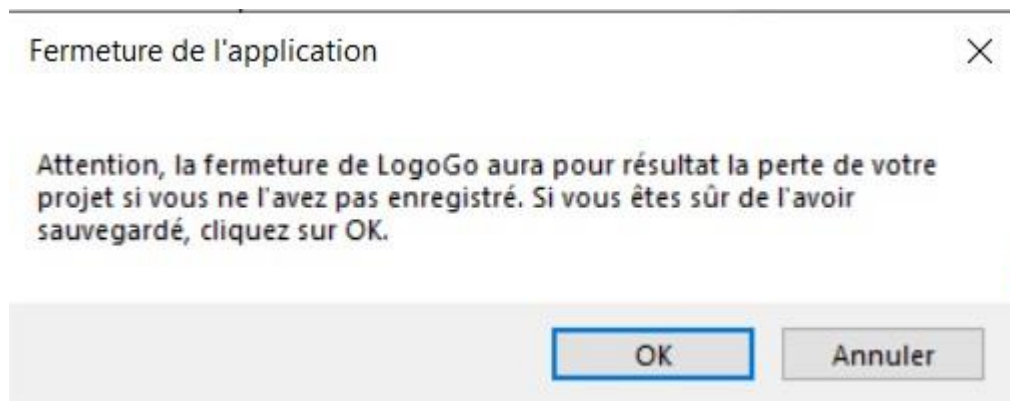 Fermeture de l'application
Attention, la fermeture de LogoGo aura pour résultat la perte de votre
projet si vous ne l'avez pas enregistré. Si vous êtes sûr de l'avoir
sauvegardé, cliquez sur OK.
OK Annuler